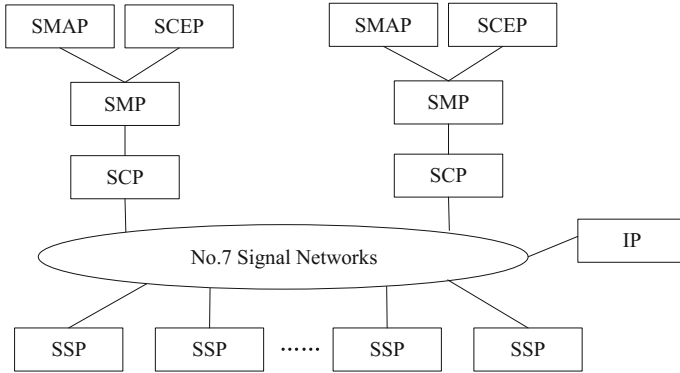 SMAP SCEP SMAP SCEP
SMP SMP
SCP SCP
No.7 Signal Networks
IP
SSP SSP ...... SSP SSP